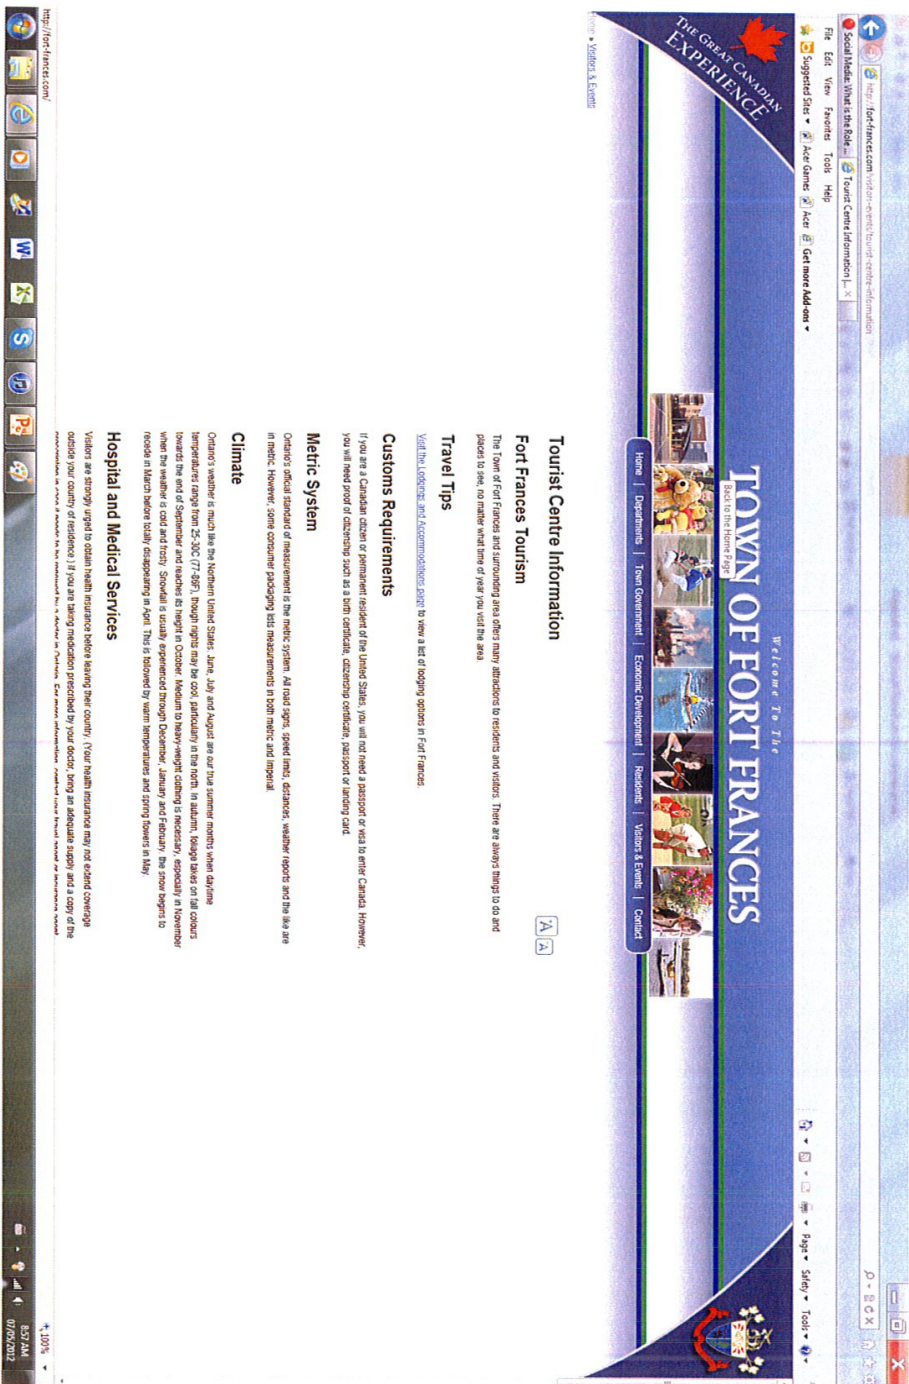 http://fort-frances.com/visitors-events/tourist-centre-information
Social Media: What is the Role ...
Tourist Centre Information |...
File Edit View Favorites Tools Help
Suggested Sites Acer Games Acer Get more Add-ons
Page Safety Tools
THE GREAT CANADIAN
EXPERIENCE
Welcome To The
TOWN OF FORT FRANCES
Back to the Home Page
Home | Departments | Town Government | Economic Development | Residents | Visitors & Events | Contact
Home » Visitors & Events
A A
Tourist Centre Information
Fort Frances Tourism
The Town of Fort Frances and surrounding area offers many attractions to residents and visitors. There are always things to do and
places to see, no matter what time of year you visit the area.
Travel Tips
Visit the Lodgings and Accommodations page to view a list of lodging options in Fort Frances.
Customs Requirements
If you are a Canadian citizen or permanent resident of the United States, you will not need a passport or visa to enter Canada. However,
you will need proof of citizenship such as a birth certificate, citizenship certificate, passport or landing card.
Metric System
Ontario's official standard of measurement is the metric system. All road signs, speed limits, distances, weather reports and the like are
in metric. However, some consumer packaging lists measurements in both metric and imperial.
Climate
Ontario's weather is much like the Northern United States. June, July and August are our true summer months when daytime
temperatures range from 25-30C (77-86F), though nights may be cool, particularly in the north. In autumn, foliage takes on fall colours
towards the end of September and reaches its height in October. Medium to heavy-weight clothing is necessary, especially in November
when the weather is cold and frosty. Snowfall is usually experienced through December, January and February. the snow begins to
recede in March before totally disappearing in April. This is followed by warm temperatures and spring flowers in May.
Hospital and Medical Services
Visitors are strongly urged to obtain health insurance before leaving their country. (Your health insurance may not extend coverage
outside your country of residence.) If you are taking medication prescribed by your doctor, bring an adequate supply and a copy of the
http://fort-frances.com/
100%
8:57 AM
07/05/2012